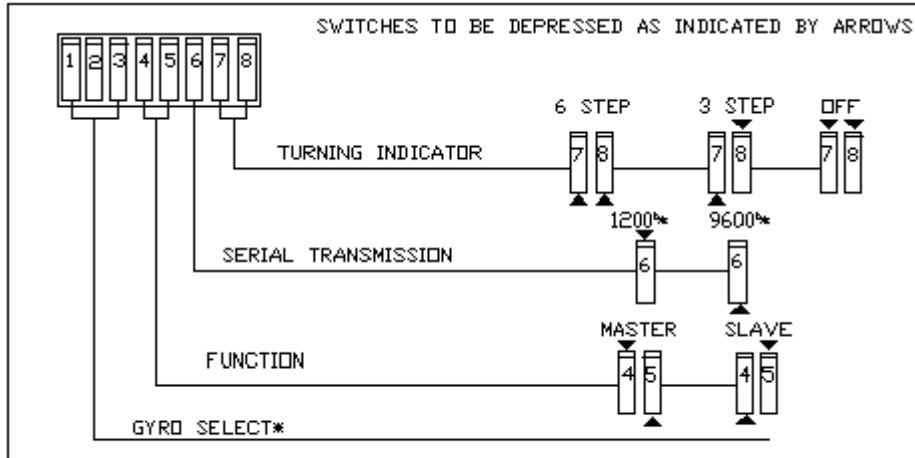 SWITCHES TO BE DEPRESSED AS INDICATED BY ARROWS
1 2 3 4 5 6 7 8
6 STEP 3 STEP OFF
TURNING INDICATOR 7 8 7 8 7 8
1200%* 9600%*
SERIAL TRANSMISSION 6 6
MASTER SLAVE
FUNCTION 4 5 4 5
GYRO SELECT*